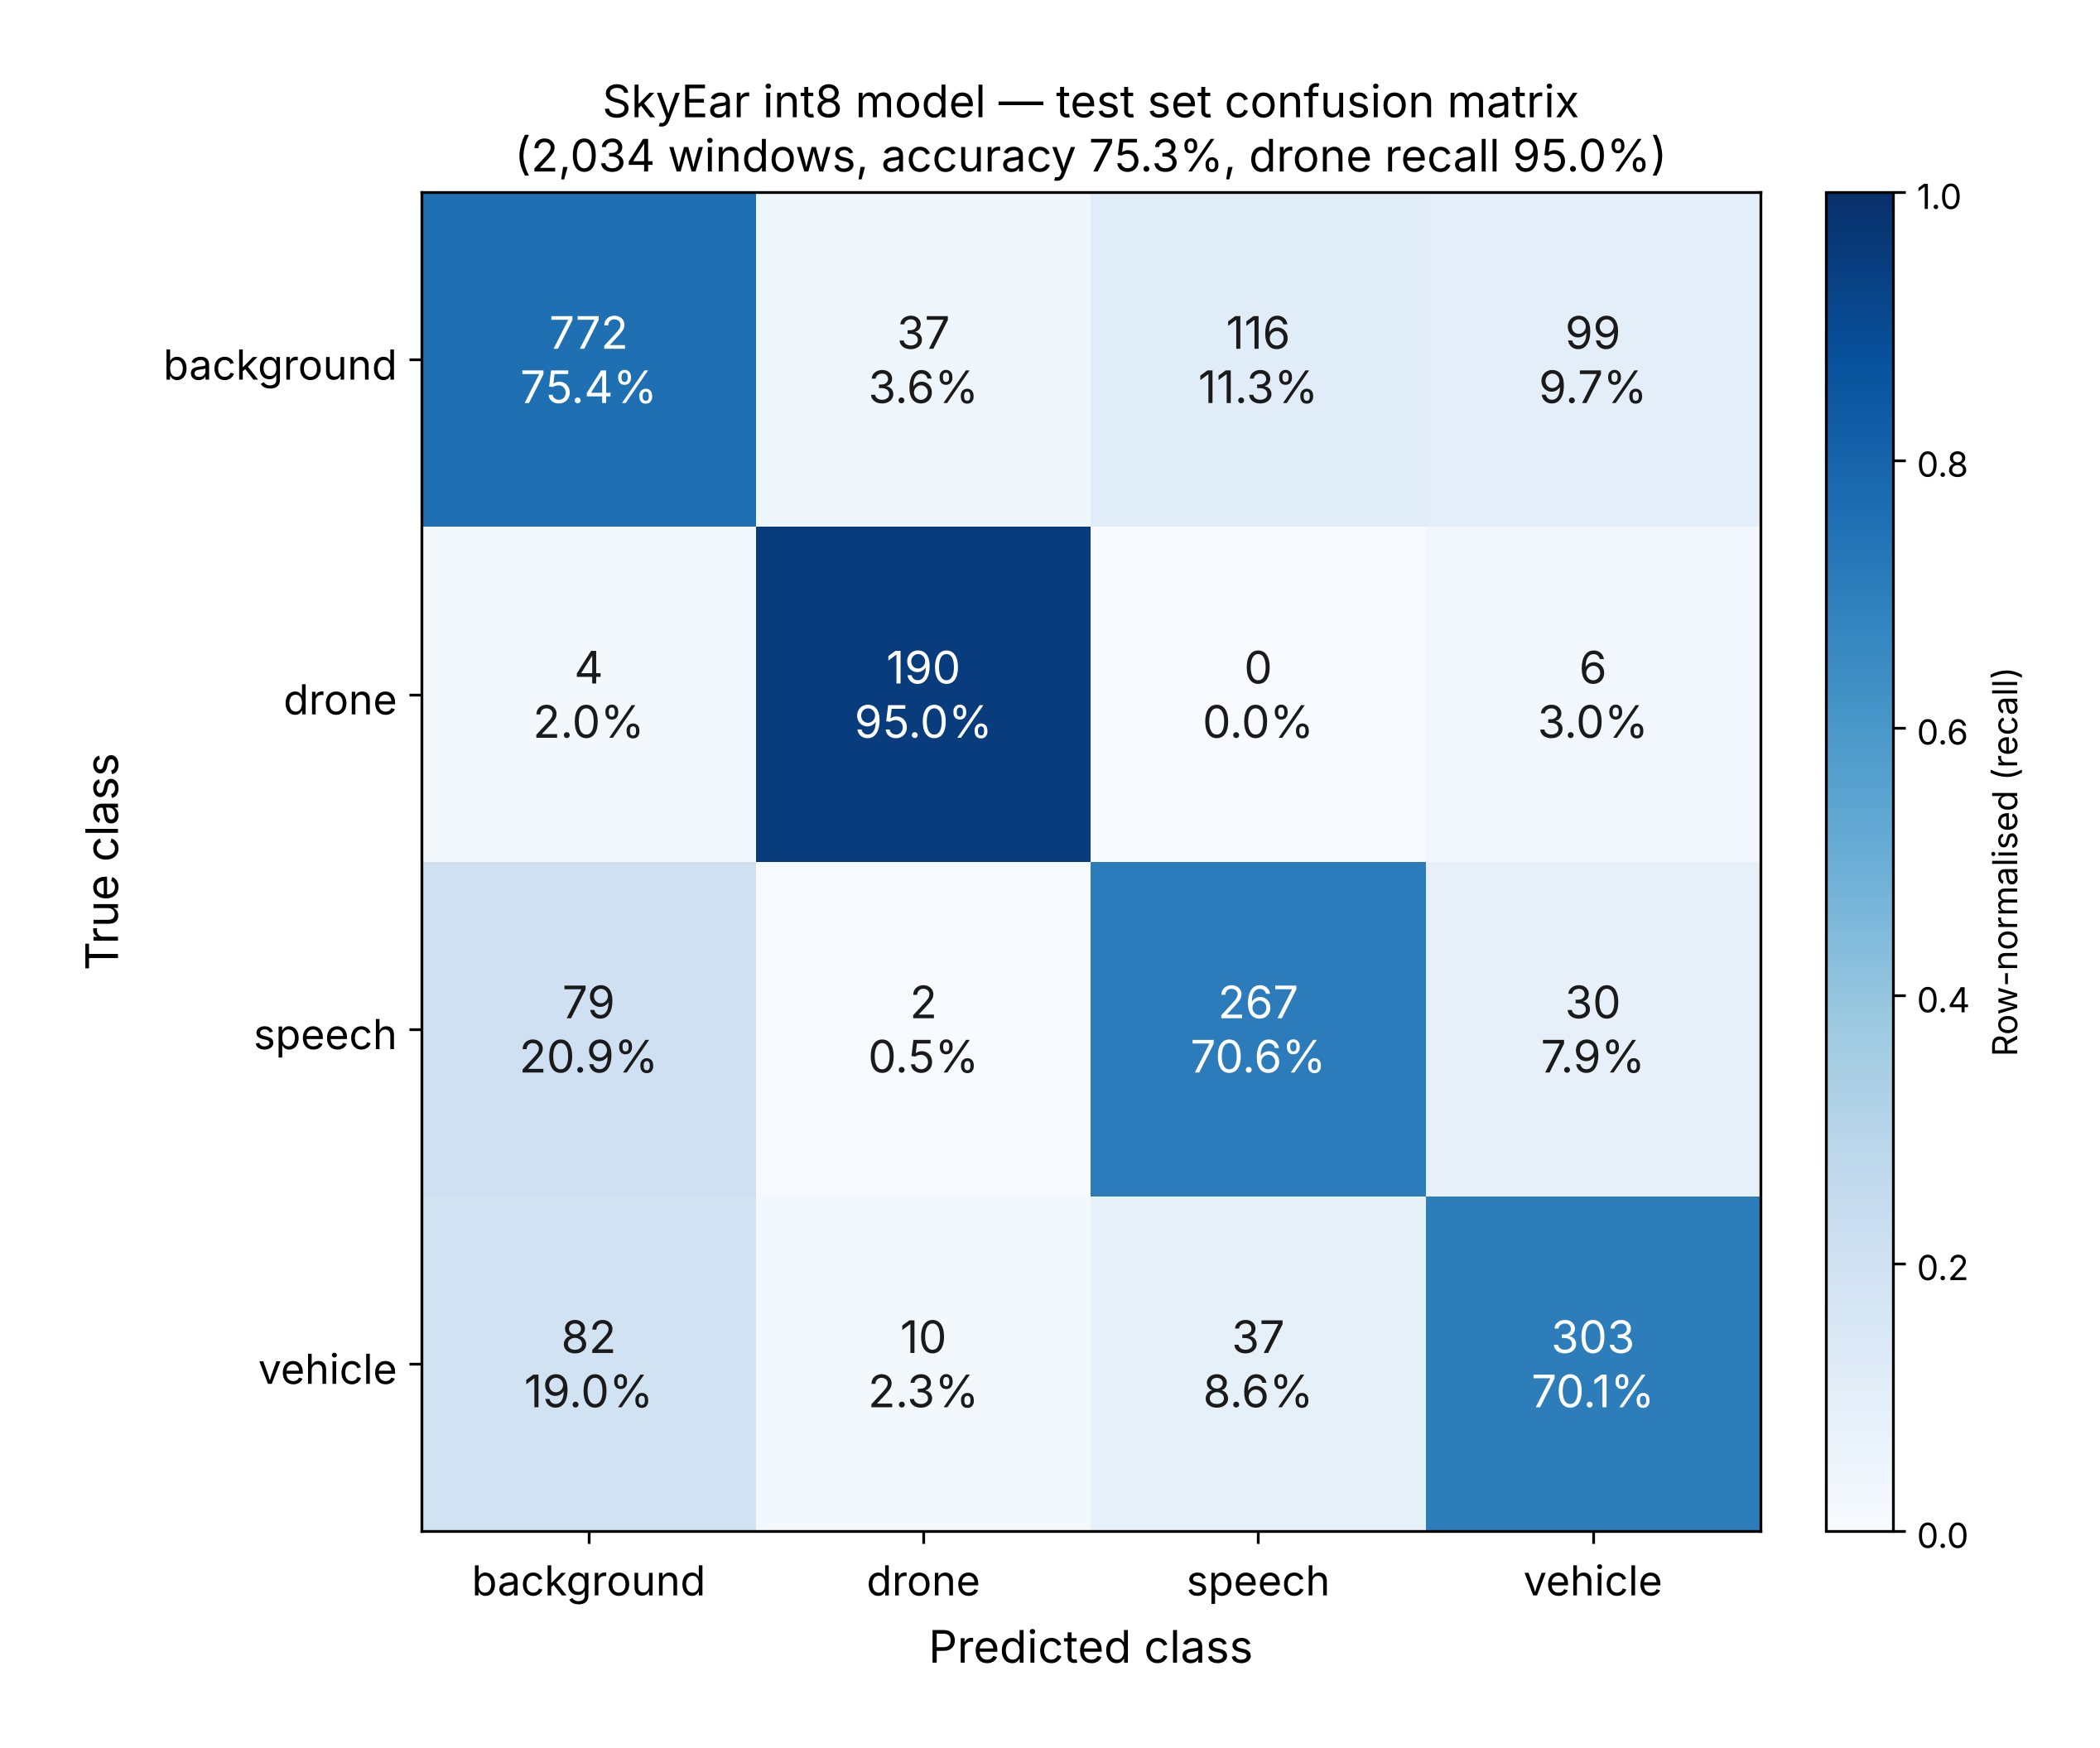 SkyEar int8 model — test set confusion matrix
(2,034 windows, accuracy 75.3%, drone recall 95.0%)
True class
background
772
75.4%
37
3.6%
116
11.3%
99
9.7%
drone
4
2.0%
190
95.0%
0
0.0%
6
3.0%
speech
79
20.9%
2
0.5%
267
70.6%
30
7.9%
vehicle
82
19.0%
10
2.3%
37
8.6%
303
70.1%
background
drone
speech
vehicle
Predicted class
1.0
0.8
0.6
0.4
0.2
0.0
Row-normalised (recall)